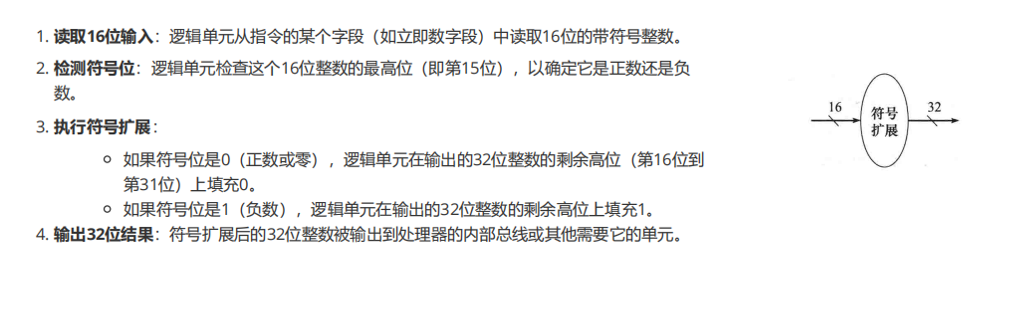 1. 读取16位输入：逻辑单元从指令的某个字段（如立即数字段）中读取16位的带符号整数。
2. 检测符号位：逻辑单元检查这个16位整数的最高位（即第15位），以确定它是正数还是负
数。
3. 执行符号扩展：
如果符号位是0（正数或零），逻辑单元在输出的32位整数的剩余高位（第16位到
第31位）上填充0。
如果符号位是1（负数），逻辑单元在输出的32位整数的剩余高位上填充1。
4. 输出32位结果：符号扩展后的32位整数被输出到处理器的内部总线或其他需要它的单元。
16
符号
扩展
32